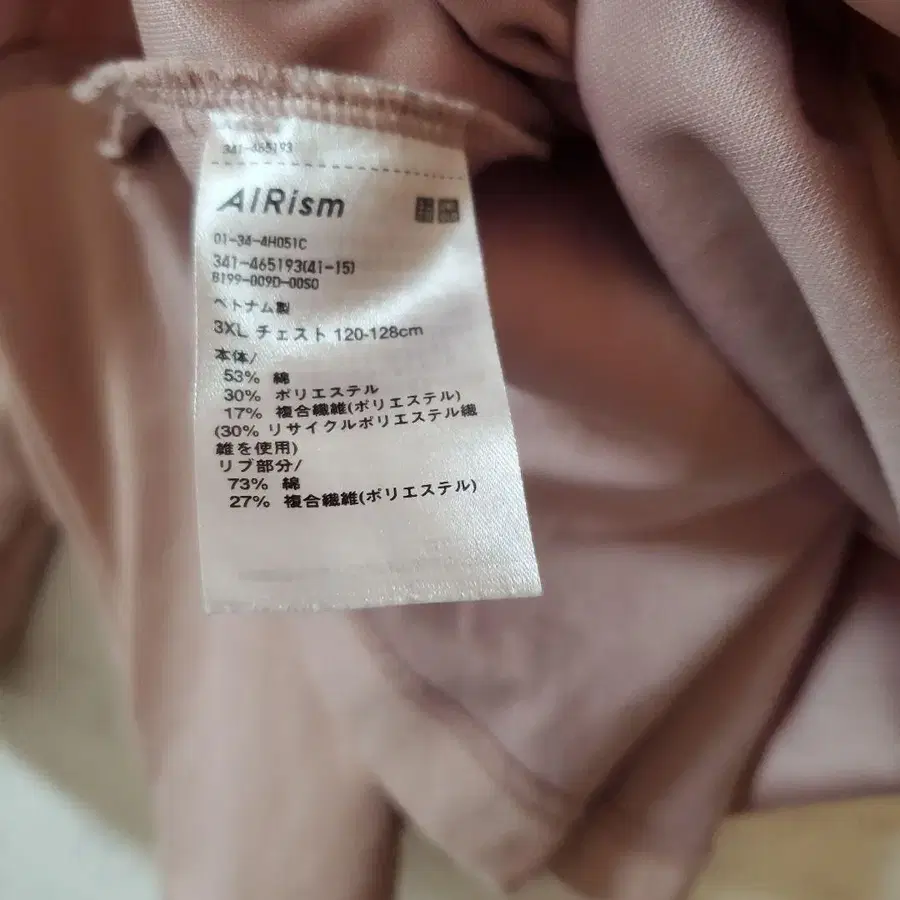 341-465193
AIRism
01-34-4H051C
341-465193(41-15)
8199-009D-00S0
ベトナム製
3XL チェスト 120-128cm
本体/
53% 綿
30% ポリエステル
17% 複合繊維(ポリエステル)
(30% リサイクルポリエステル繊
維を使用)
リブ部分/
73% 綿
27% 複合繊維(ポリエステル)